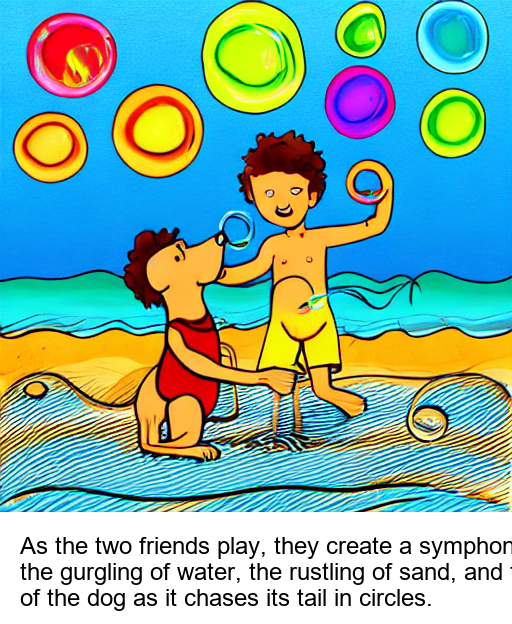 As the two friends play, they create a symphon
the gurgling of water, the rustling of sand, and
of the dog as it chases its tail in circles.